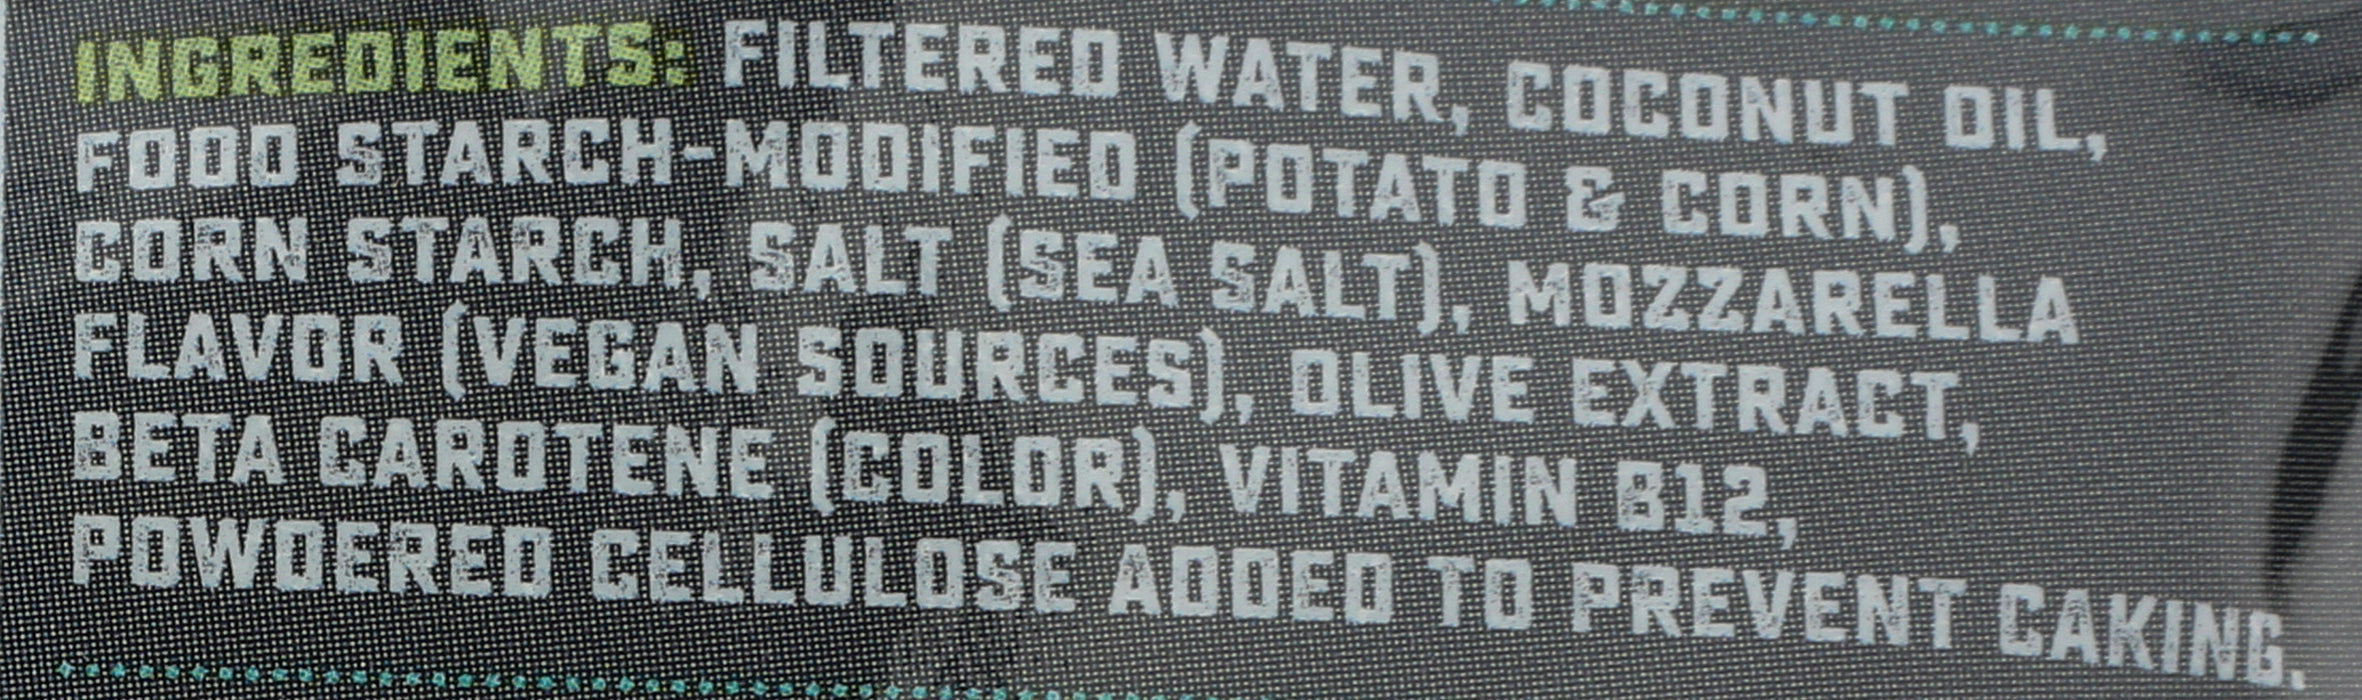 INGREDIENTS: FILTERED WATER, COCONUT OIL,
FOOD STARCH-MODIFIED (POTATO & CORN),
CORN STARCH, SALT (SEA SALT), MOZZARELLA
FLAVOR (VEGAN SOURCES), OLIVE EXTRACT,
BETA CAROTENE (COLOR), VITAMIN B12,
POWDERED CELLULOSE ADDED TO PREVENT CAKING.